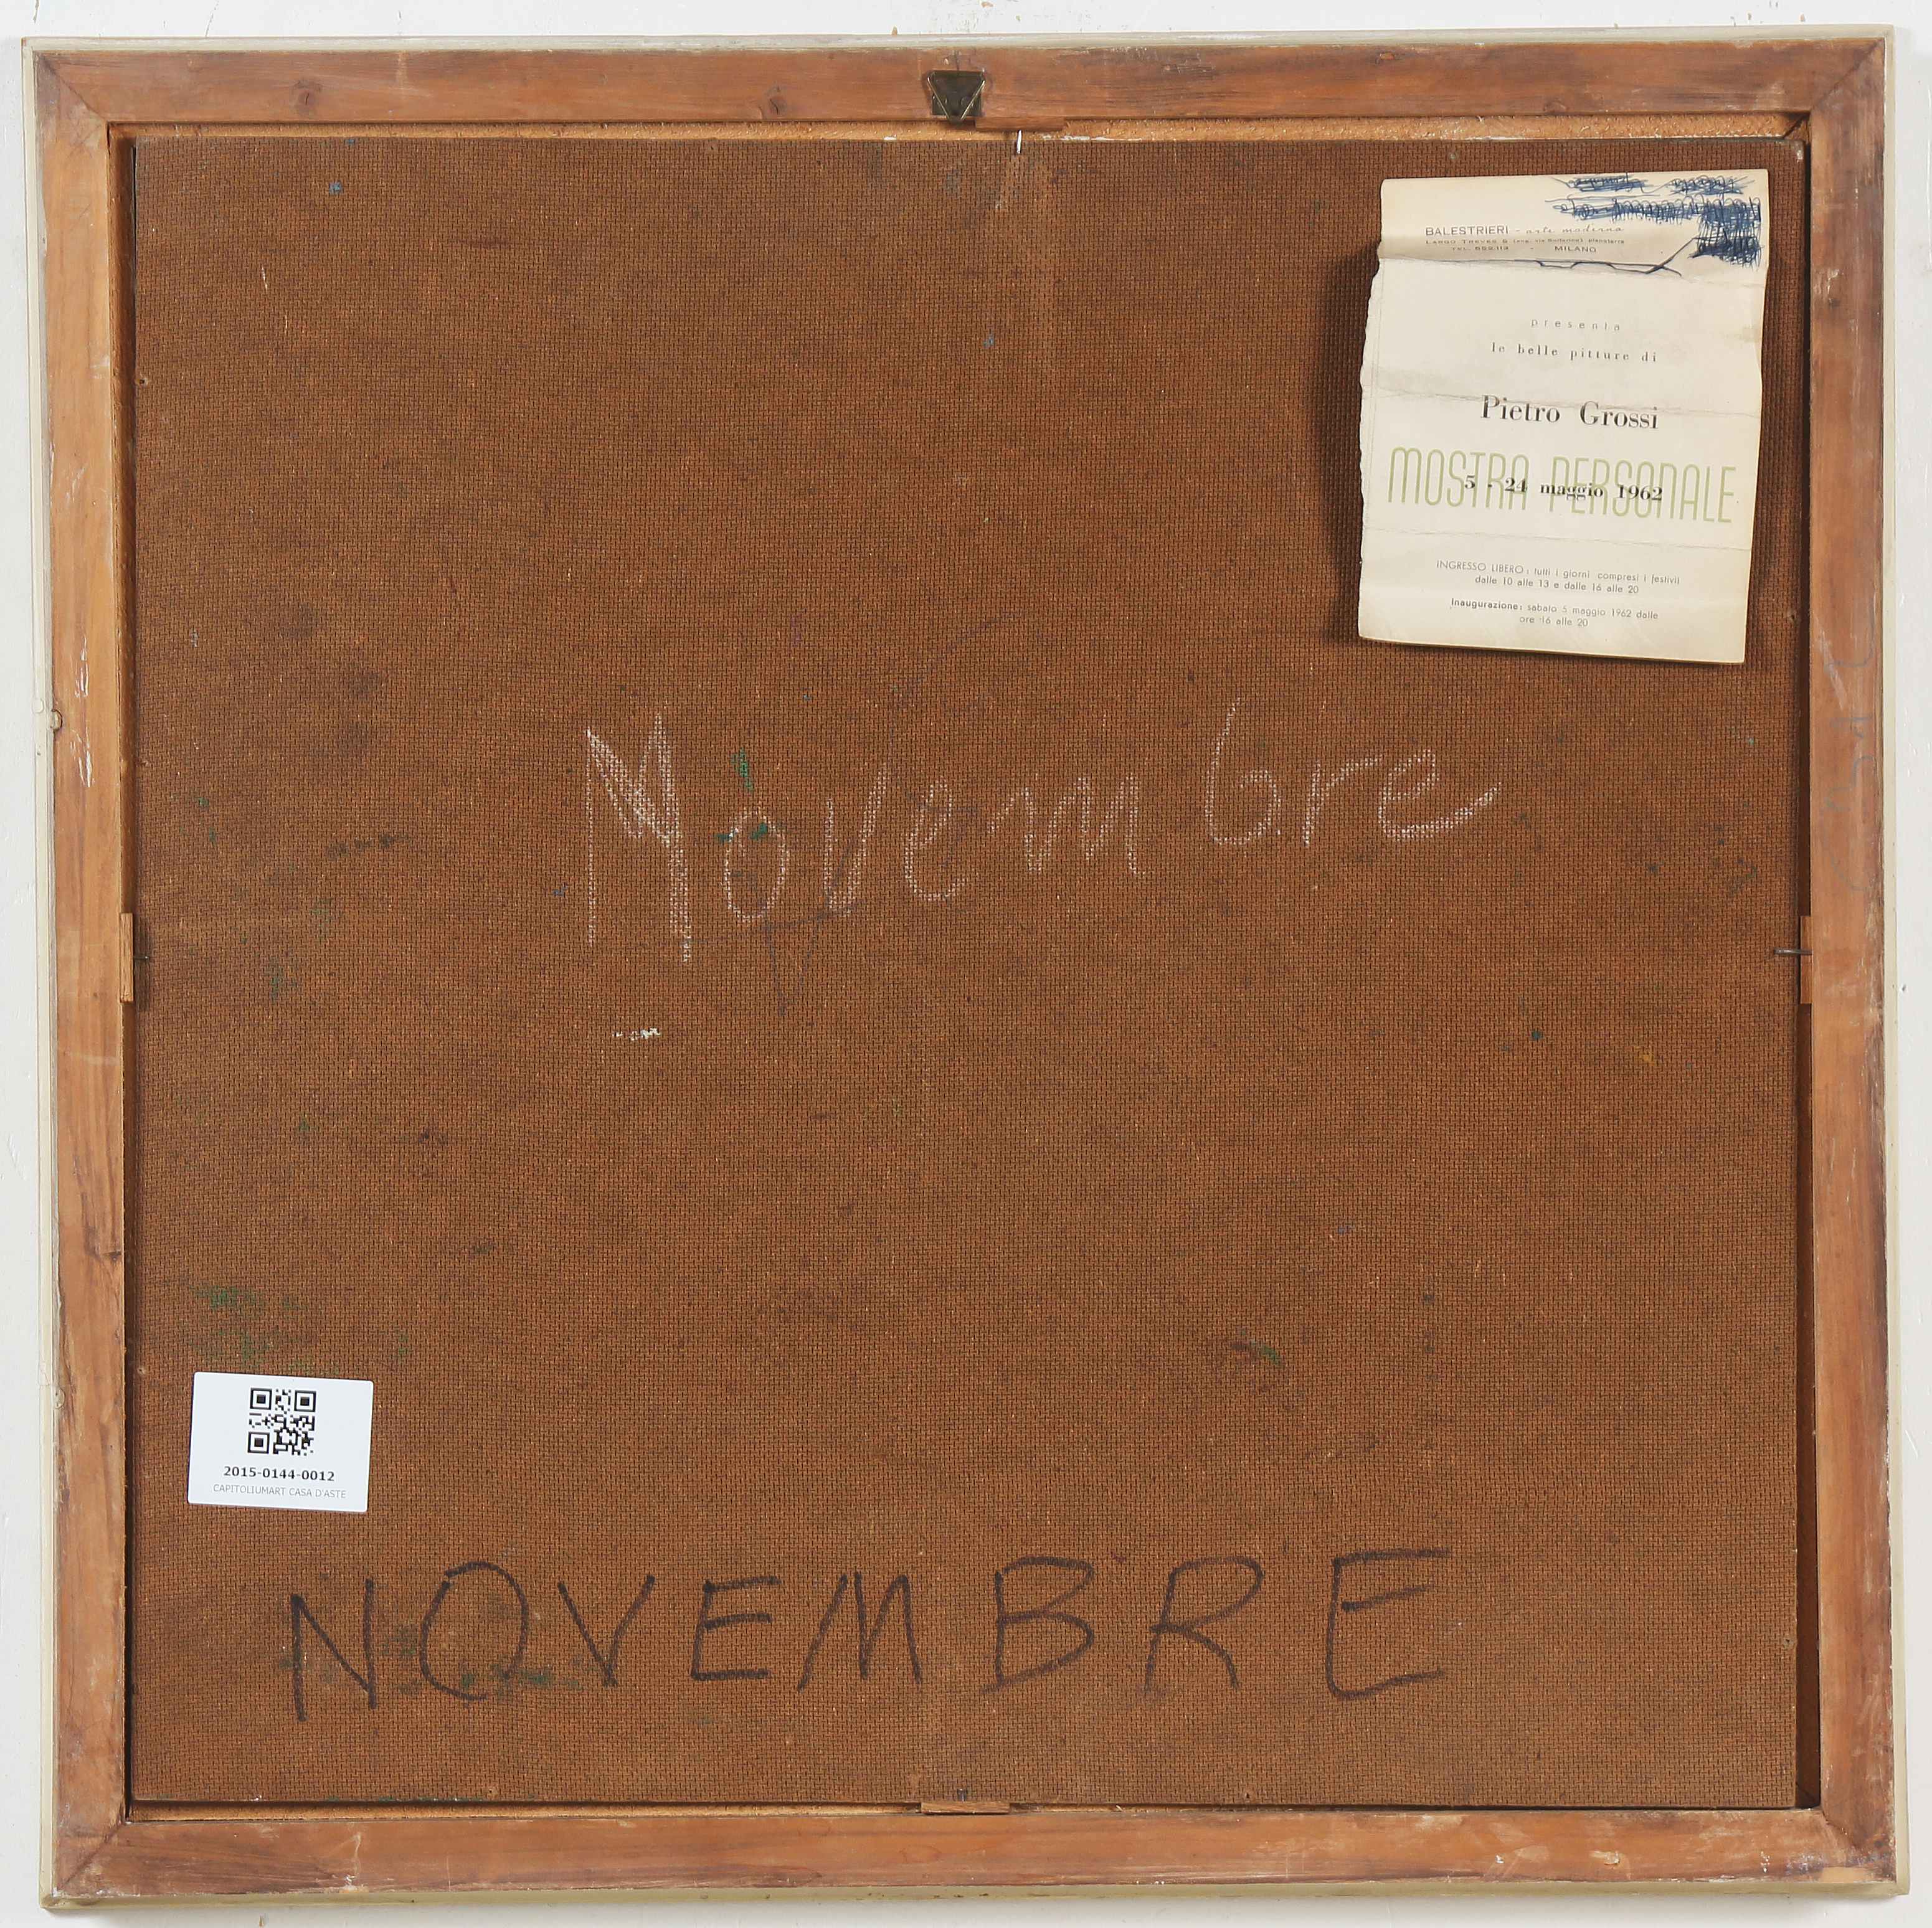 BALESTRIERI - arte moderna
MILANO
presenta
le belle pitture di
Pietro Grossi
MOSTRA PERSONALE
5 - 24 maggio 1962
INGRESSO LIBERO: tutti i giorni compresi i festivi
dalle 10 alle 13 e dalle 16 alle 20
Inaugurazione: sabato 5 maggio 1962 dalle
ore 16 alle 20
Novembre
2015-0144-0012
CAPITOLIUMART CASA D'ASTE
NOVEMBRE